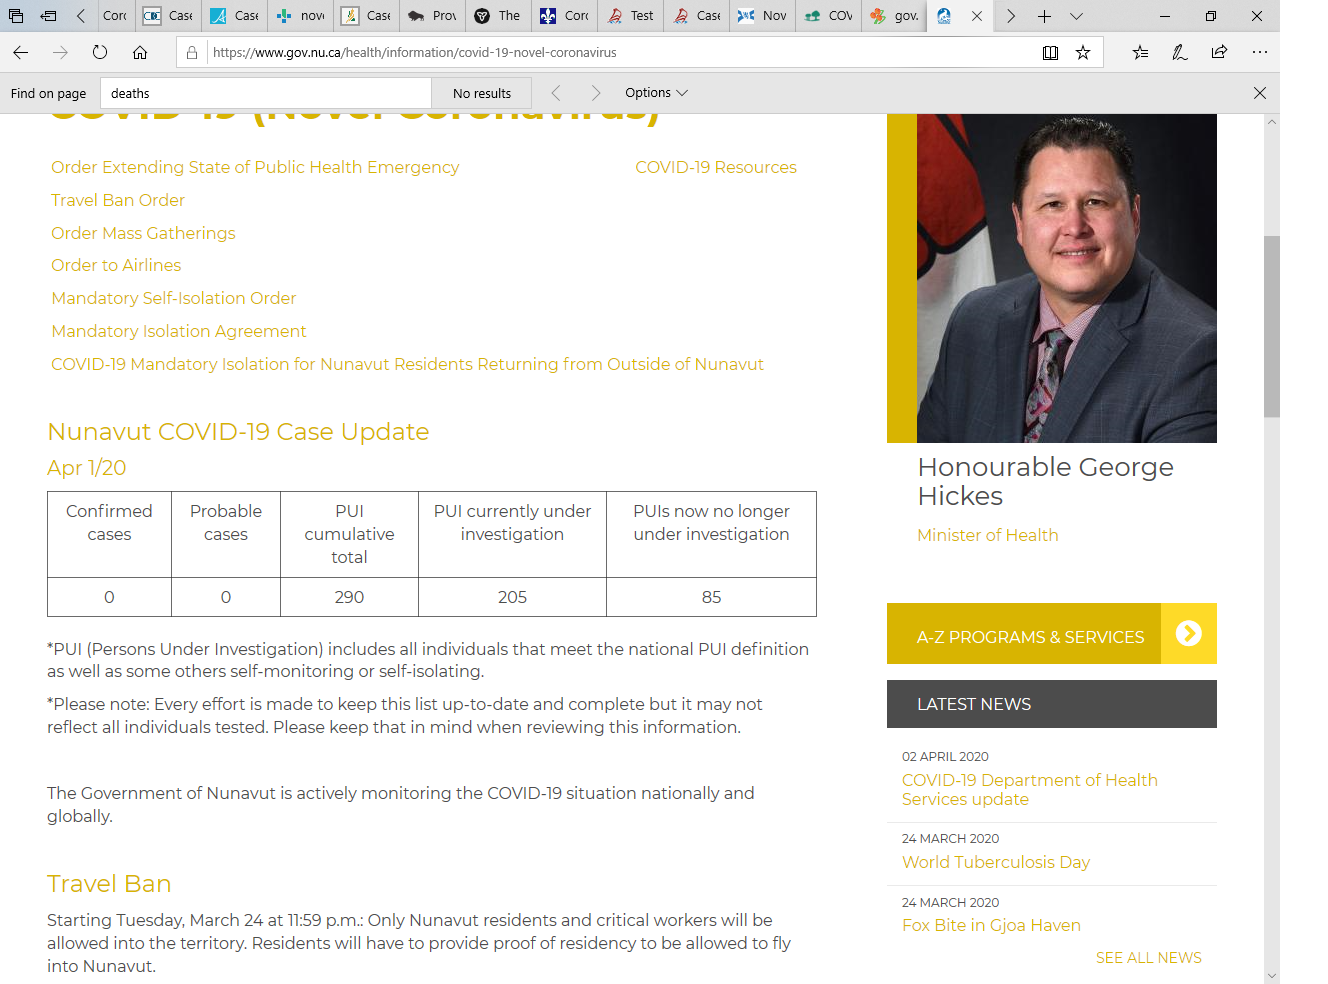 Corc
Case
Case
nov
Case
Prov
The
Corc
Test
Case
Nov
COV
gov.
https://www.gov.nu.ca/health/information/covid-19-novel-coronavirus
Find on page
deaths
No results
Options
COVID-19 (Novel Coronavirus)
Order Extending State of Public Health Emergency
COVID-19 Resources
Travel Ban Order
Order Mass Gatherings
Order to Airlines
Mandatory Self-Isolation Order
Mandatory Isolation Agreement
COVID-19 Mandatory Isolation for Nunavut Residents Returning from Outside of Nunavut
Nunavut COVID-19 Case Update
Apr 1/20
Confirmed cases
Probable cases
PUI cumulative total
PUI currently under investigation
PUIs now no longer under investigation
0
0
290
205
85
*PUI (Persons Under Investigation) includes all individuals that meet the national PUI definition
as well as some others self-monitoring or self-isolating.
*Please note: Every effort is made to keep this list up-to-date and complete but it may not
reflect all individuals tested. Please keep that in mind when reviewing this information.
The Government of Nunavut is actively monitoring the COVID-19 situation nationally and
globally.
Travel Ban
Starting Tuesday, March 24 at 11:59 p.m.: Only Nunavut residents and critical workers will be
allowed into the territory. Residents will have to provide proof of residency to be allowed to fly
into Nunavut.
Honourable George
Hickes
Minister of Health
A-Z PROGRAMS & SERVICES
LATEST NEWS
02 APRIL 2020
COVID-19 Department of Health
Services update
24 MARCH 2020
World Tuberculosis Day
24 MARCH 2020
Fox Bite in Gjoa Haven
SEE ALL NEWS